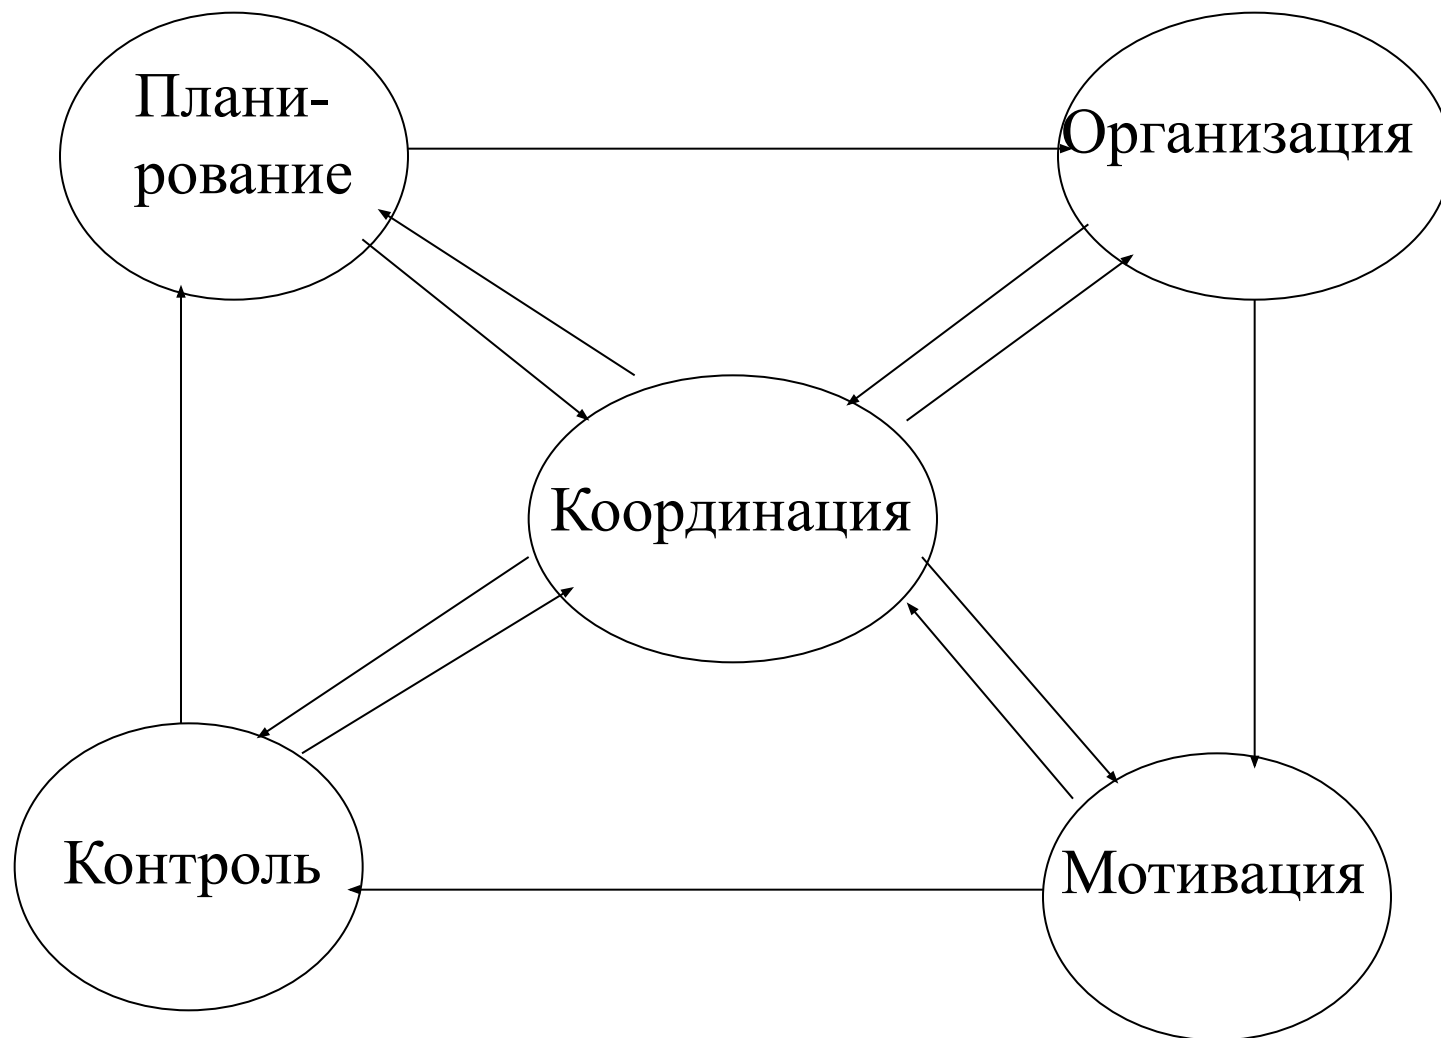 Плани-
рование
Организация
Координация
Контроль
Мотивация